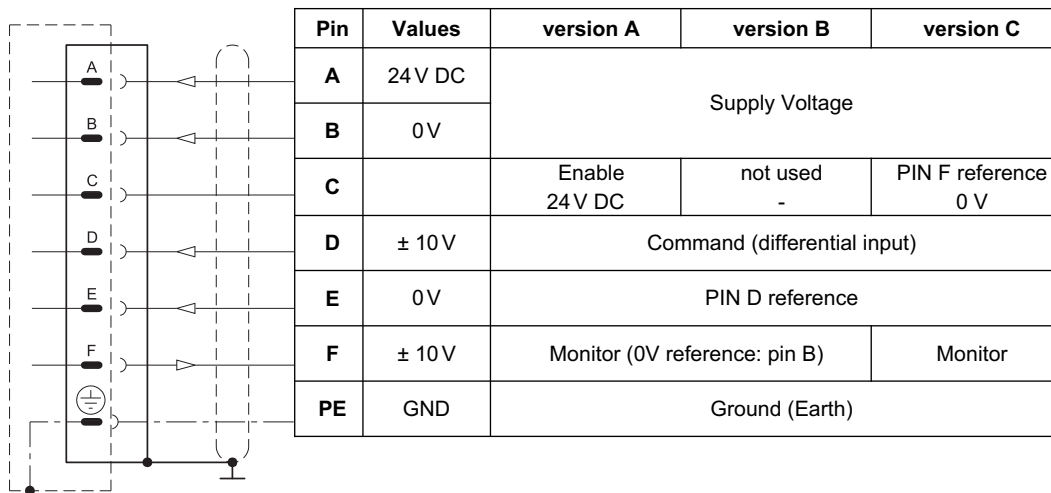 A
B
C
D
E
F
Pin Values version A version B version C
A 24 V DC Supply Voltage
B 0 V
C Enable 24 V DC not used - PIN F reference 0 V
D ± 10 V Command (differential input)
E 0 V PIN D reference
F ± 10 V Monitor (0V reference: pin B) Monitor
PE GND Ground (Earth)